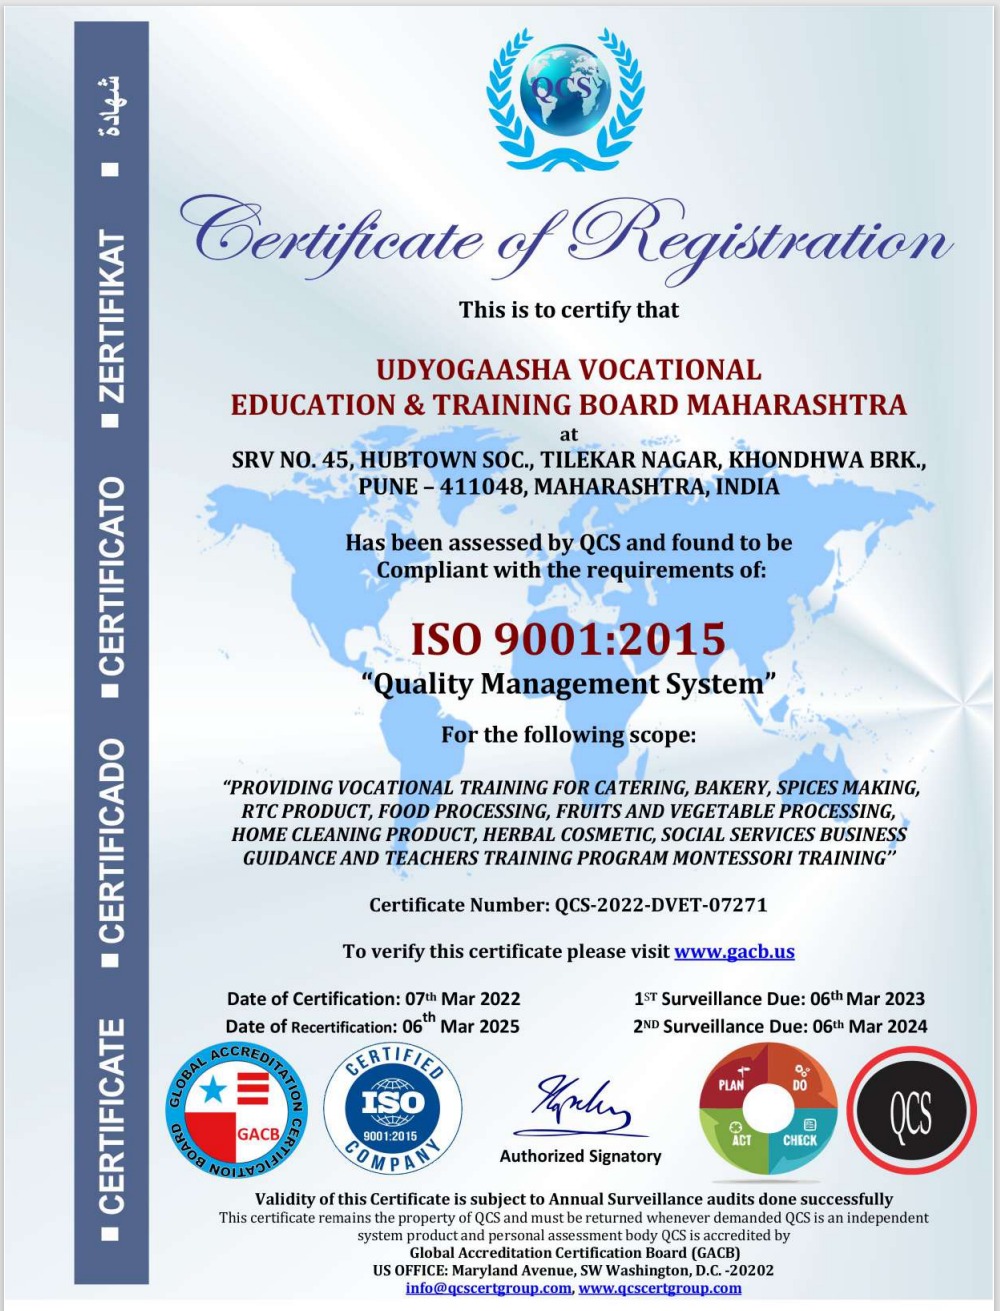 QCS
Certificate of Registration
This is to certify that
UDYOGAASHA VOCATIONAL
EDUCATION & TRAINING BOARD MAHARASHTRA
at
SRV NO. 45, HUBTOWN SOC., TILEKAR NAGAR, KHONDHWA BRK.,
PUNE – 411048, MAHARASHTRA, INDIA
Has been assessed by QCS and found to be
Compliant with the requirements of:
ISO 9001:2015
“Quality Management System”
For the following scope:
“PROVIDING VOCATIONAL TRAINING FOR CATERING, BAKERY, SPICES MAKING,
RTC PRODUCT, FOOD PROCESSING, FRUITS AND VEGETABLE PROCESSING,
HOME CLEANING PRODUCT, HERBAL COSMETIC, SOCIAL SERVICES BUSINESS
GUIDANCE AND TEACHERS TRAINING PROGRAM MONTESSORI TRAINING”
Certificate Number: QCS-2022-DVET-07271
To verify this certificate please visit www.gacb.us
Date of Certification: 07th Mar 2022
Date of Recertification: 06th Mar 2025
1ST Surveillance Due: 06th Mar 2023
2ND Surveillance Due: 06th Mar 2024
GLOBAL ACCREDITATION CERTIFICATION BOARD
GACB
CERTIFIED
ISO
9001:2015
COMPANY
Authorized Signatory
PLAN
DO
ACT
CHECK
QCS
Validity of this Certificate is subject to Annual Surveillance audits done successfully
This certificate remains the property of QCS and must be returned whenever demanded QCS is an independent
system product and personal assessment body QCS is accredited by
Global Accreditation Certification Board (GACB)
US OFFICE: Maryland Avenue, SW Washington, D.C. -20202
info@qcscertgroup.com, www.qcscertgroup.com
■ CERTIFICATE ■ CERTIFICADO ■ CERTIFICATO ■ ZERTIFIKAT ■ شهادة